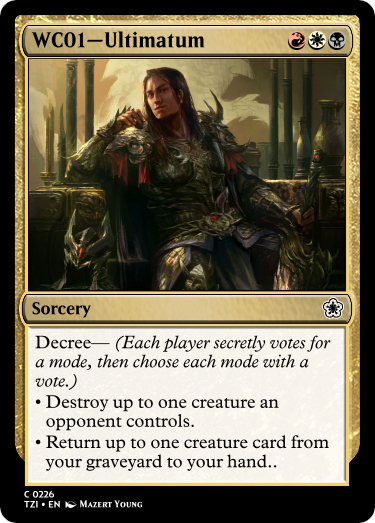 WC01—Ultimatum
Sorcery
Decree— (Each player secretly votes for
a mode, then choose each mode with a
vote.)
• Destroy up to one creature an
opponent controls.
• Return up to one creature card from
your graveyard to your hand..
C 0226
TZI • EN Mazert Young